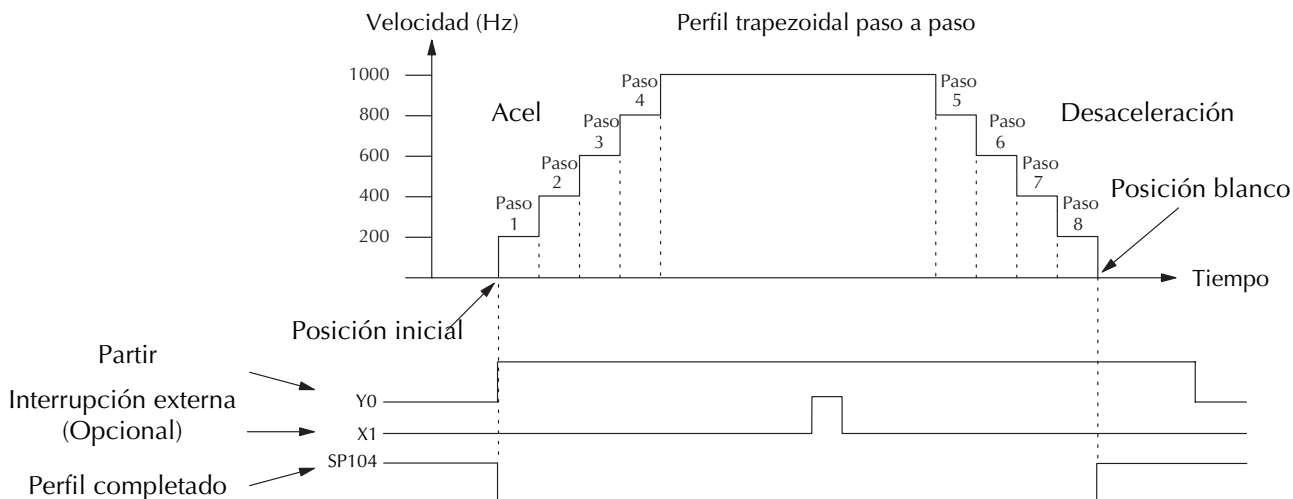 Velocidad (Hz)
Perfil trapezoidal paso a paso
1000
800
600
400
200
Acel
Desaceleración
Paso
1
Paso
2
Paso
3
Paso
4
Paso
5
Paso
6
Paso
7
Paso
8
Posición blanco
Tiempo
Posición inicial
Partir
Y0
Interrupción externa
(Opcional)
X1
SP104
Perfil completado